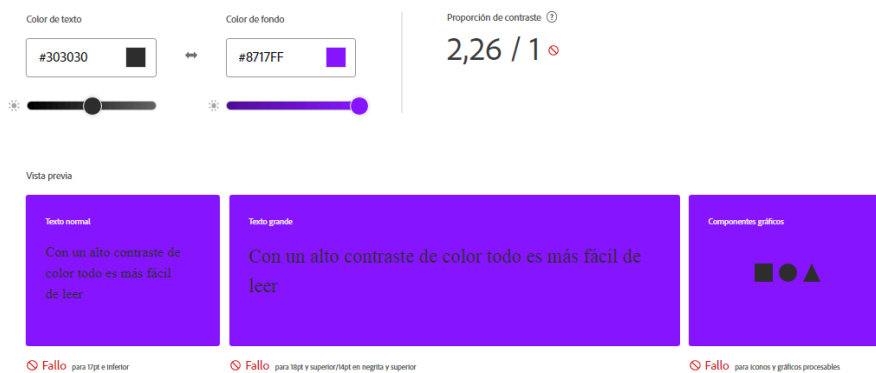 Color de texto
Color de fondo
Proporción de contraste ?
#303030
#8717FF
2,26 / 1
Vista previa
Texto normal
Con un alto contraste de
color todo es más fácil
de leer
Fallo para 17pt e inferior
Texto grande
Con un alto contraste de color todo es más fácil de
leer
Fallo para 18pt y superior/14pt en negrita y superior
Componentes gráficos
Fallo para iconos y gráficos procesables